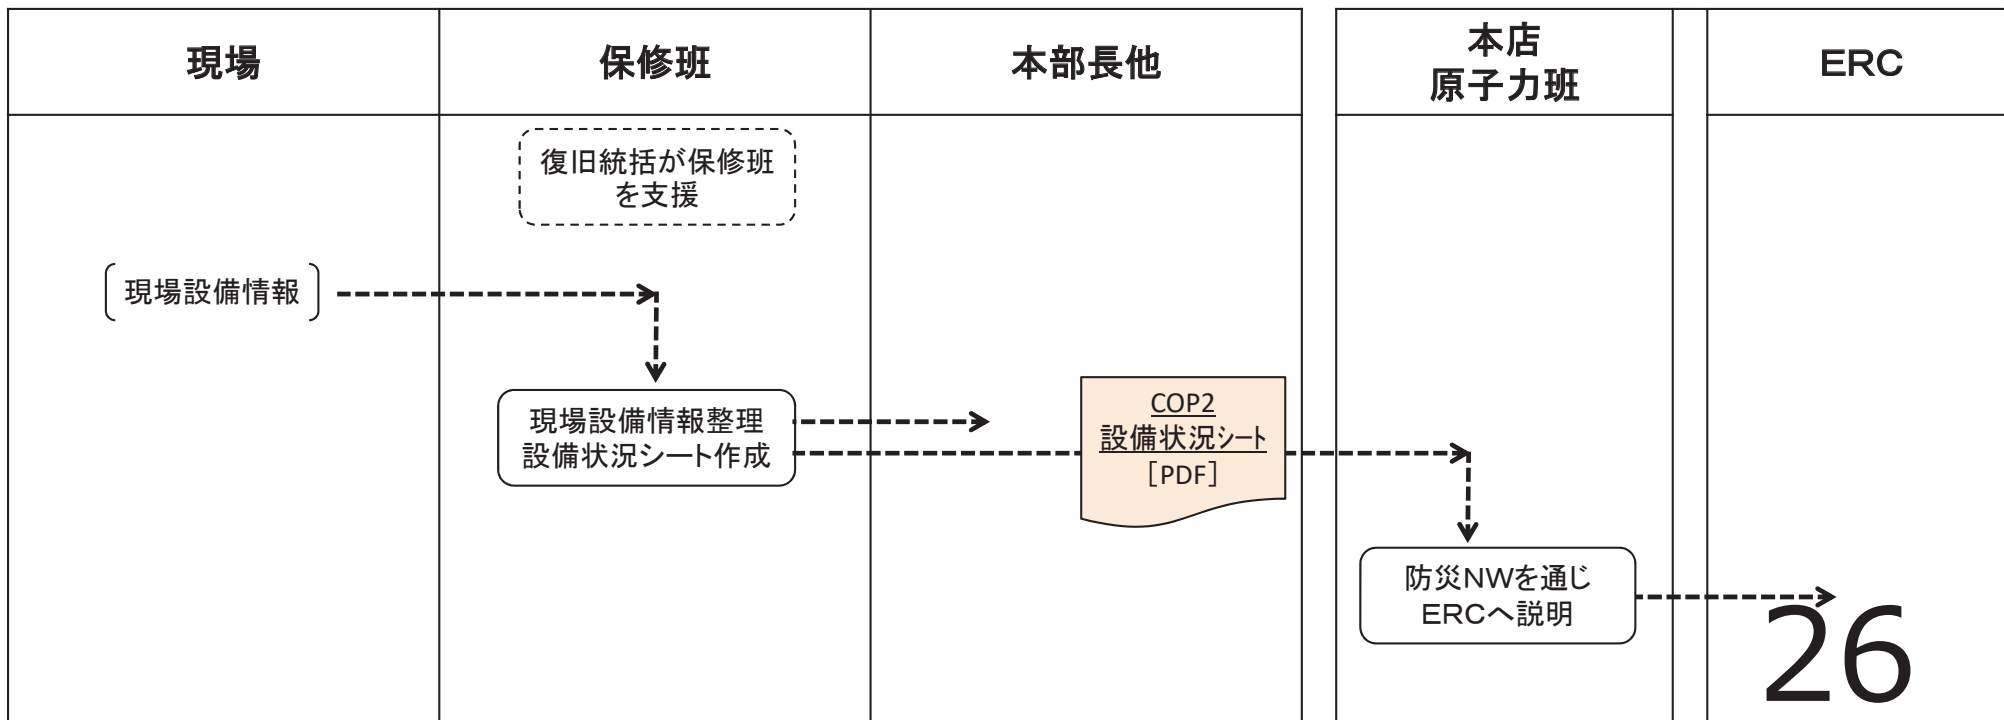 現場
保修班
本部長他
本店
原子力班
ERC
復旧統括が保修班
を支援
現場設備情報
現場設備情報整理
設備状況シート作成
COP2
設備状況ｼｰﾄ
［PDF］
防災NWを通じ
ERCへ説明
26